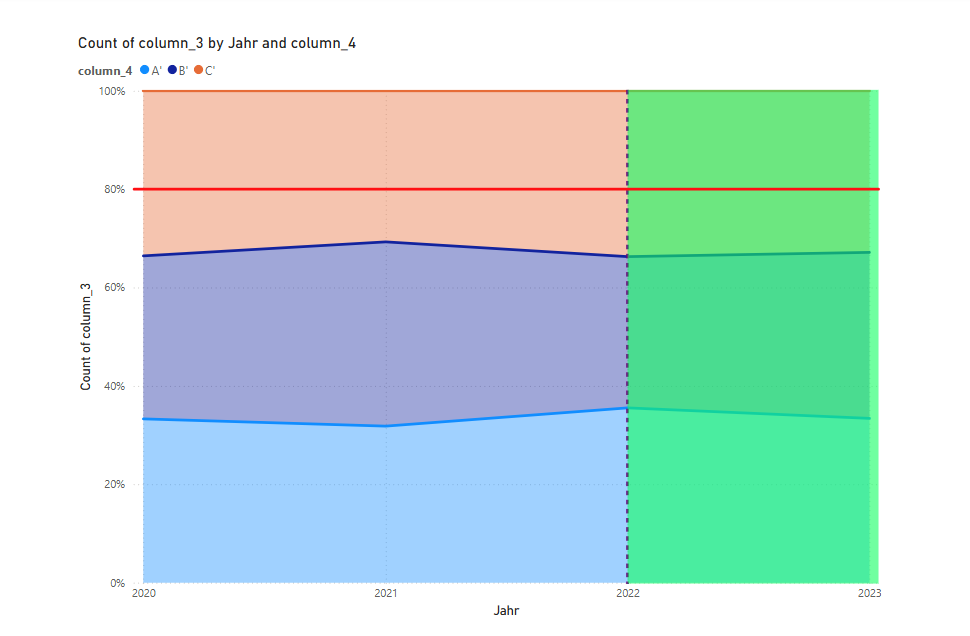 Count of column_3 by Jahr and column_4
column_4 A' B' C'
100%
80%
60%
40%
20%
0%
Count of column_3
2020 2021 2022 2023
Jahr